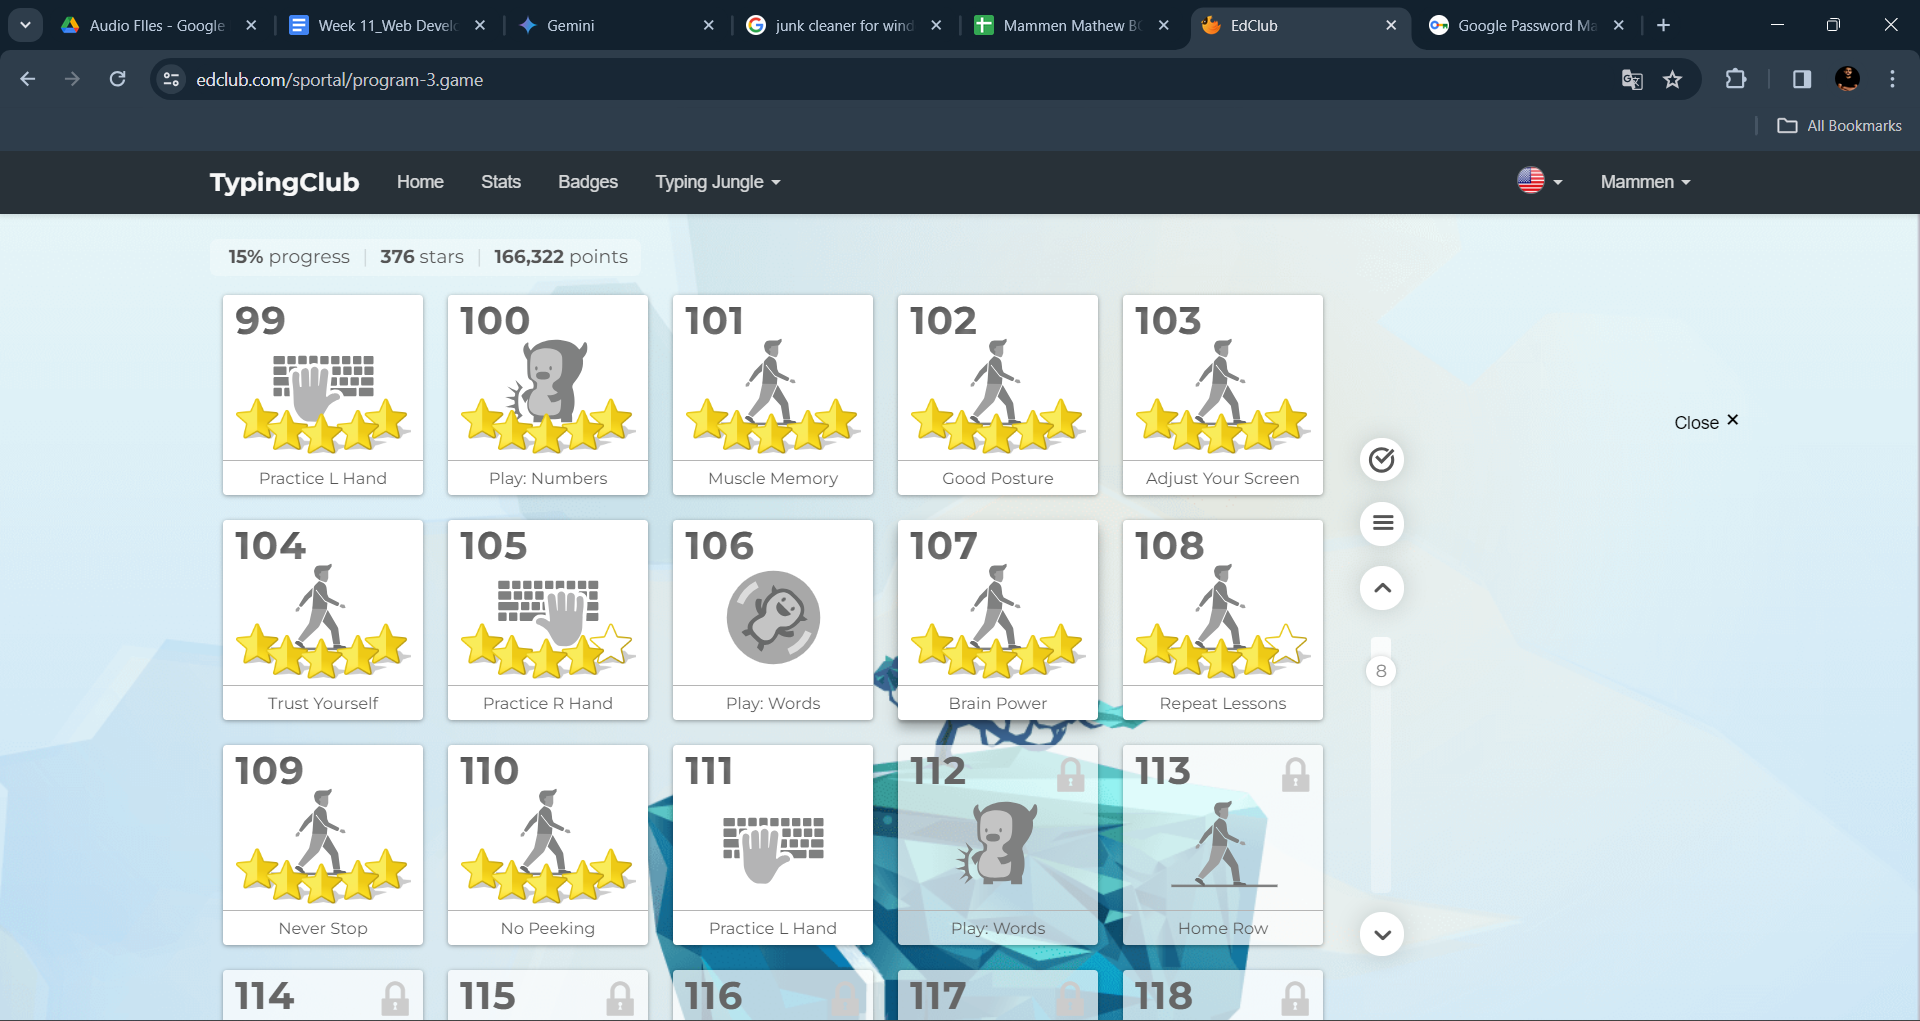 Audio FIles - Google
Week 11_Web Develo
Gemini
junk cleaner for wind
Mammen Mathew BC
EdClub
Google Password Ma
edclub.com/sportal/program-3.game
All Bookmarks
TypingClub
Home
Stats
Badges
Typing Jungle
Mammen
15% progress | 376 stars | 166,322 points
99
100
101
102
103
Practice L Hand
Play: Numbers
Muscle Memory
Good Posture
Adjust Your Screen
Close ×
104
105
106
107
108
8
Trust Yourself
Practice R Hand
Play: Words
Brain Power
Repeat Lessons
109
110
111
112
113
Never Stop
No Peeking
Practice L Hand
Play: Words
Home Row
114
115
116
117
118